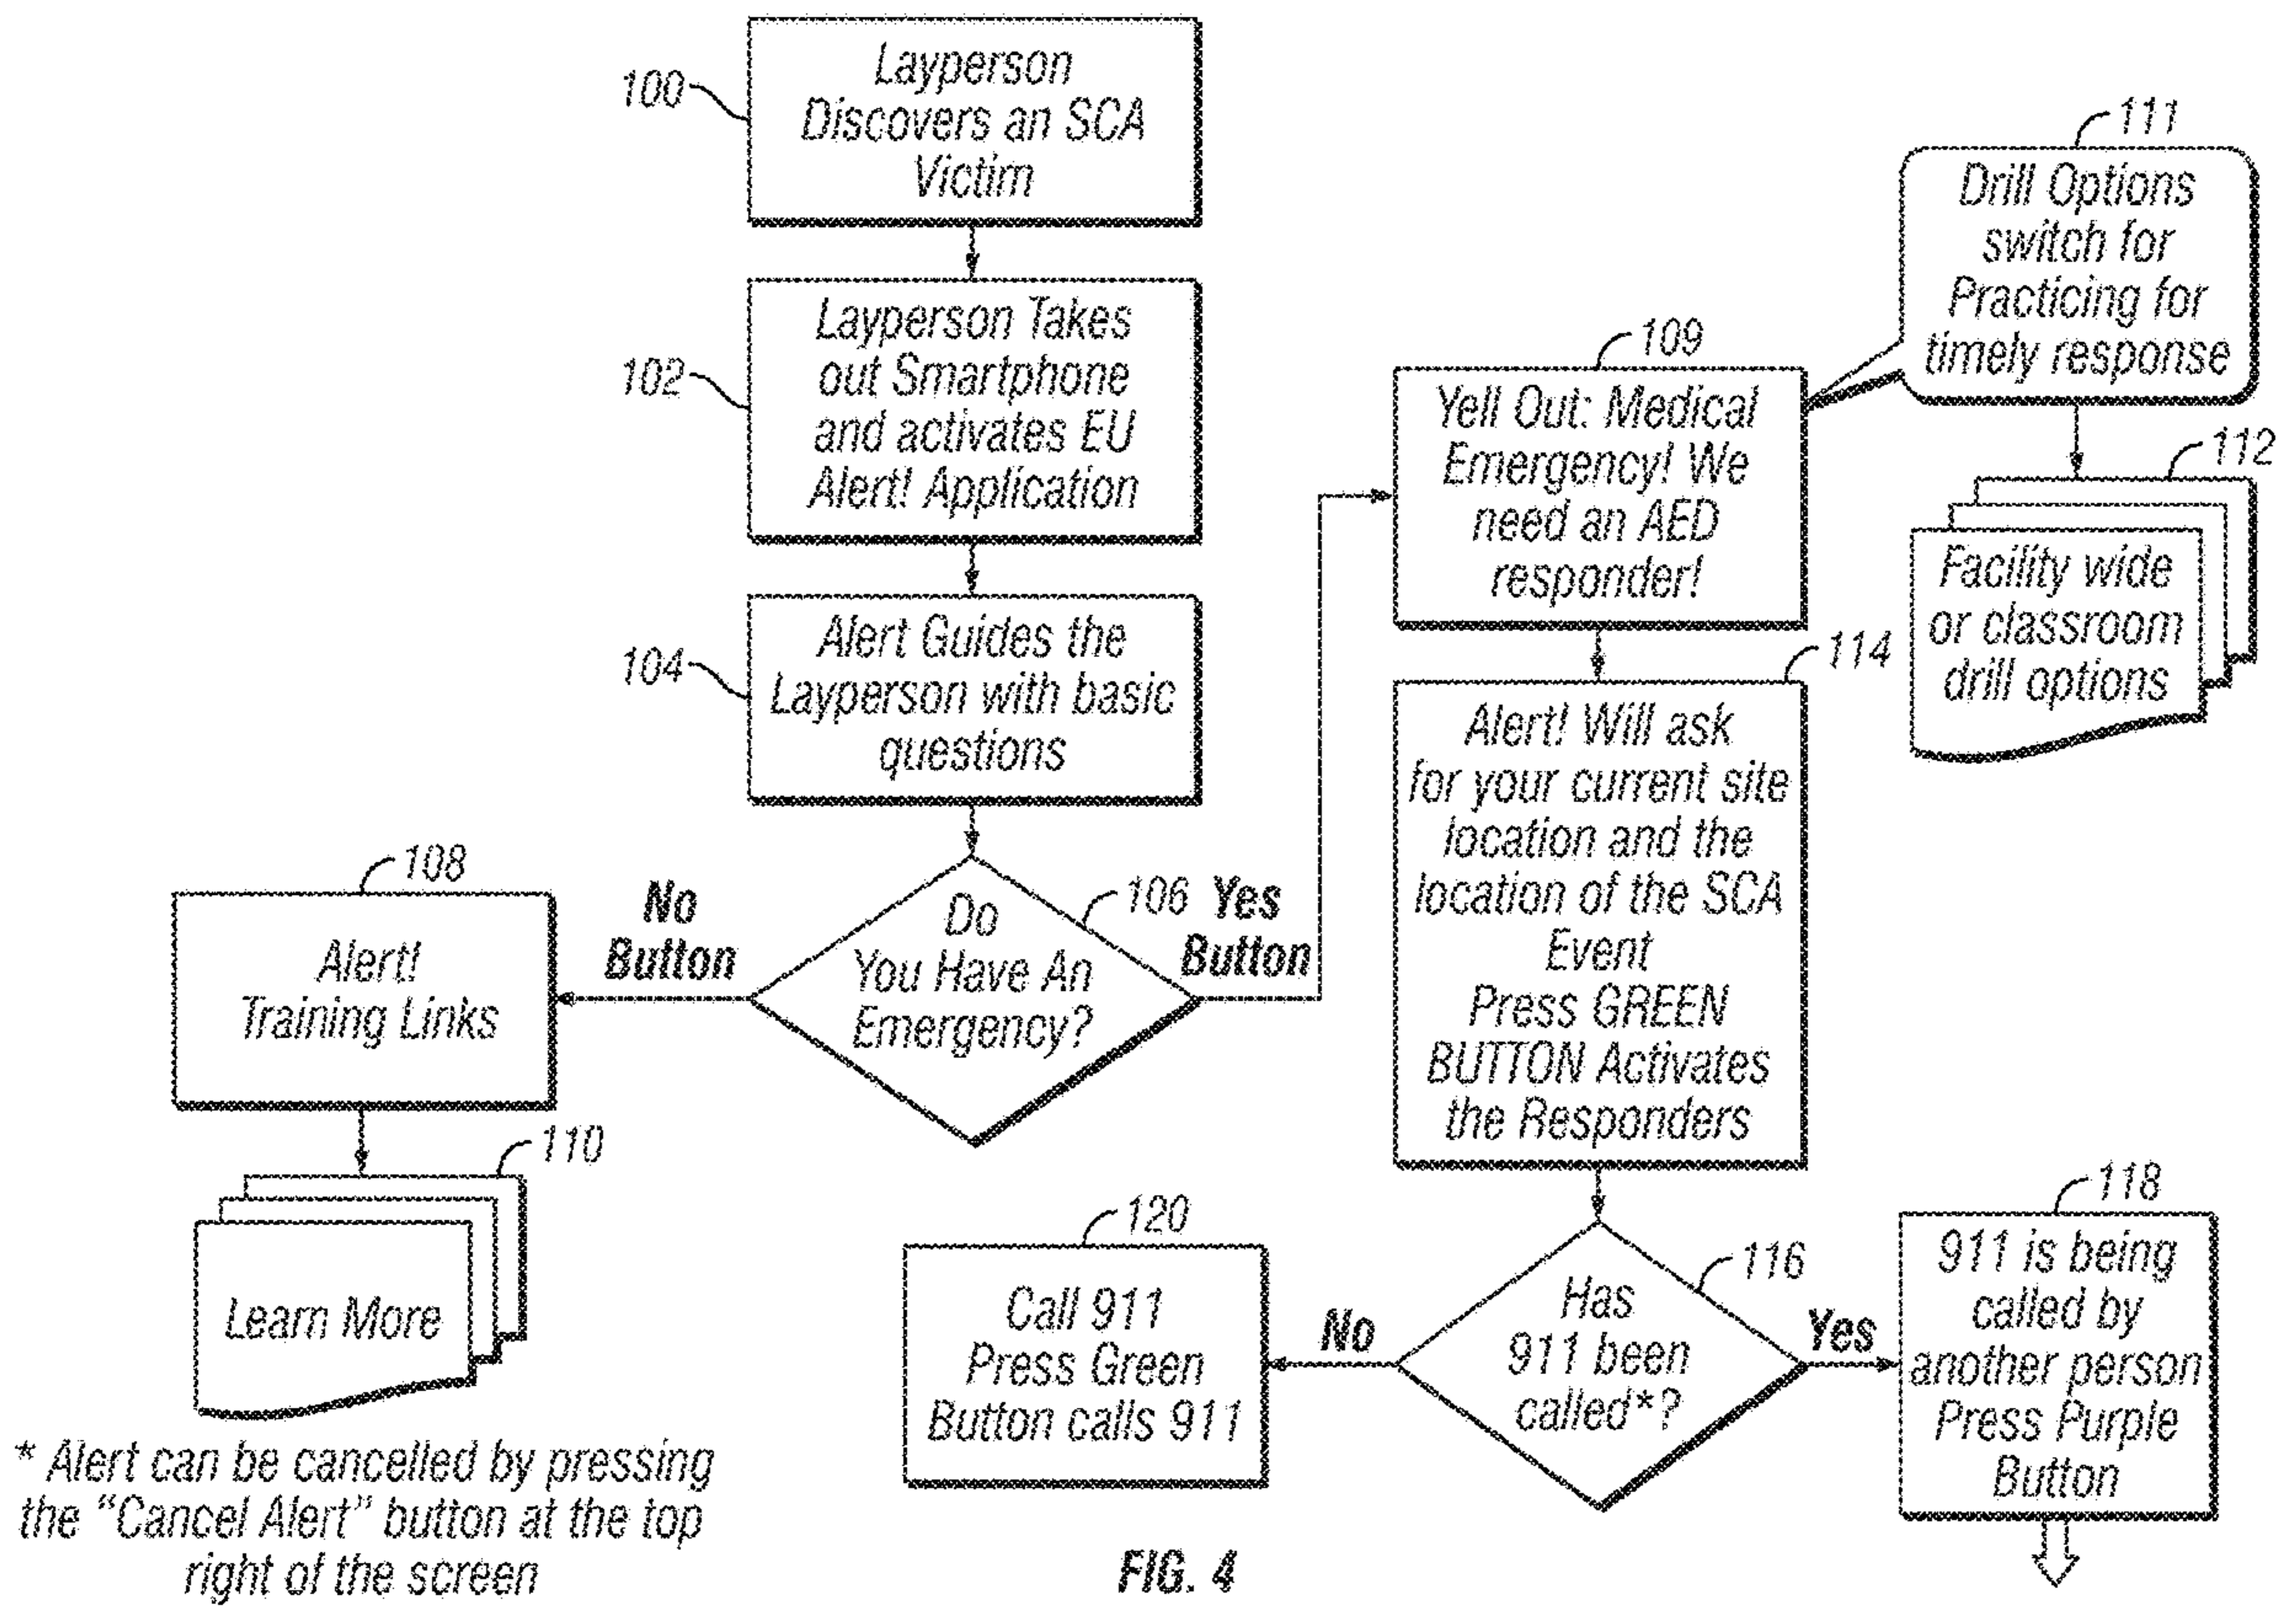 100
Layperson
Discovers an SCA
Victim
102
Layperson Takes
out Smartphone
and activates EU
Alert! Application
104
Alert Guides the
Layperson with basic
questions
106
Do
You Have An
Emergency?
No
Button
Yes
Button
108
Alert!
Training Links
110
Learn More
109
Yell Out: Medical
Emergency! We
need an AED
responder!
111
Drill Options
switch for
Practicing for
timely response
112
Facility wide
or classroom
drill options
114
Alert! Will ask
for your current site
location and the
location of the SCA
Event
Press GREEN
BUTTON Activates
the Responders
116
Has
911 been
called*?
No
Yes
120
Call 911
Press Green
Button calls 911
118
911 is being
called by
another person
Press Purple
Button
* Alert can be cancelled by pressing
the "Cancel Alert" button at the top
right of the screen
FIG. 4